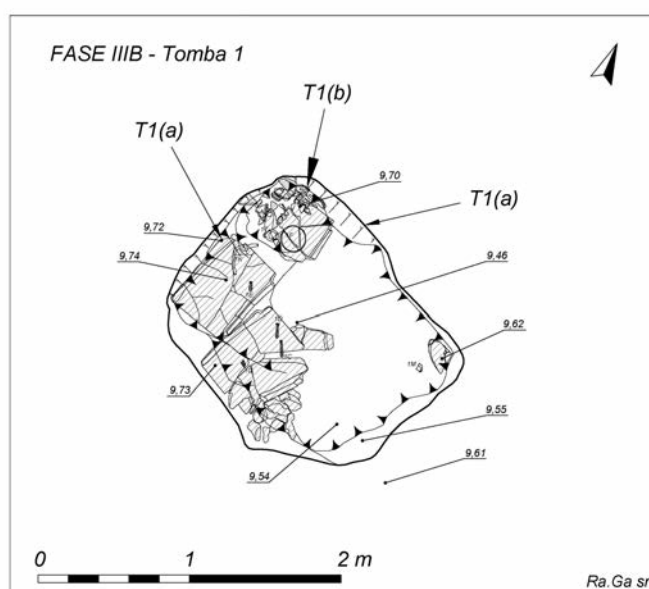 FASE IIIB - Tomba 1
T1(b)
T1(a)
9,70
T1(a)
9,72
9,74
9,46
9,62
9,73
9,55
9,54
9,61
0 1 2 m
Ra.Ga sr